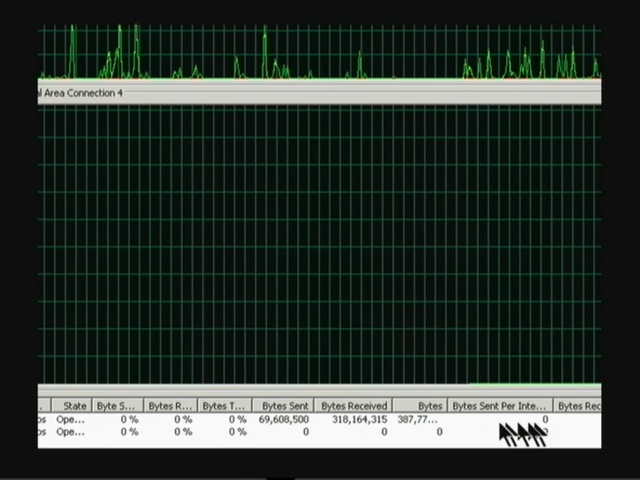 l Area Connection 4
. State Byte S... Bytes R... Bytes T... Bytes Sent Bytes Received Bytes Bytes Sent Per Inte... Bytes Rec
os Ope... 0 % 0 % 0 % 69,608,500 318,164,315 387,77... 0
os Ope... 0 % 0 % 0 % 0 0 0